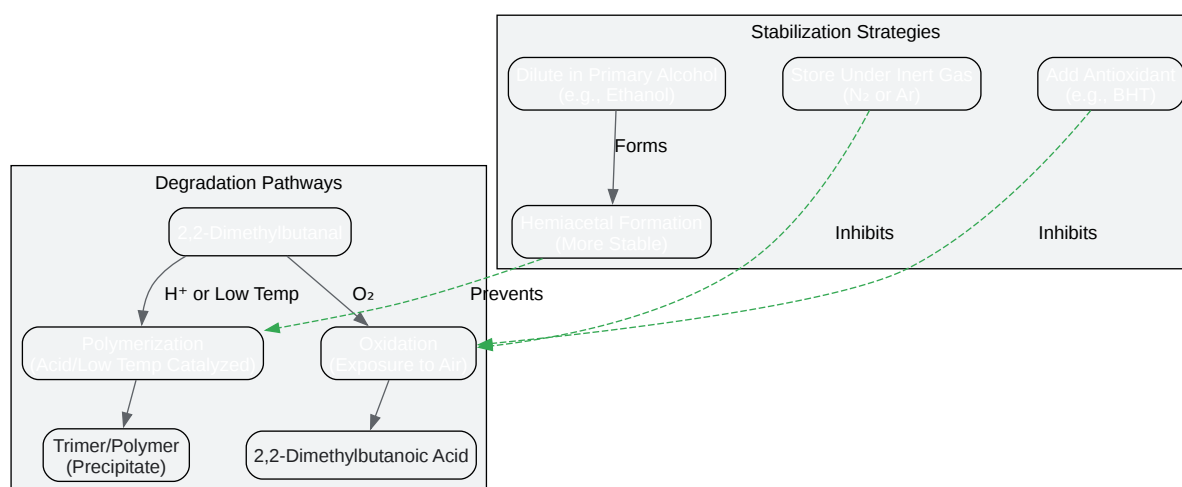 Stabilization Strategies
Dilute in Primary Alcohol
(e.g., Ethanol)
Store Under Inert Gas
(N₂ or Ar)
Add Antioxidant
(e.g., BHT)
Forms
Degradation Pathways
2,2-Dimethylbutanal
Hemiacetal Formation
(More Stable)
Inhibits
Inhibits
H⁺ or Low Temp
O₂
Prevents
Polymerization
(Acid/Low Temp Catalyzed)
Oxidation
(Exposure to Air)
Trimer/Polymer
(Precipitate)
2,2-Dimethylbutanoic Acid